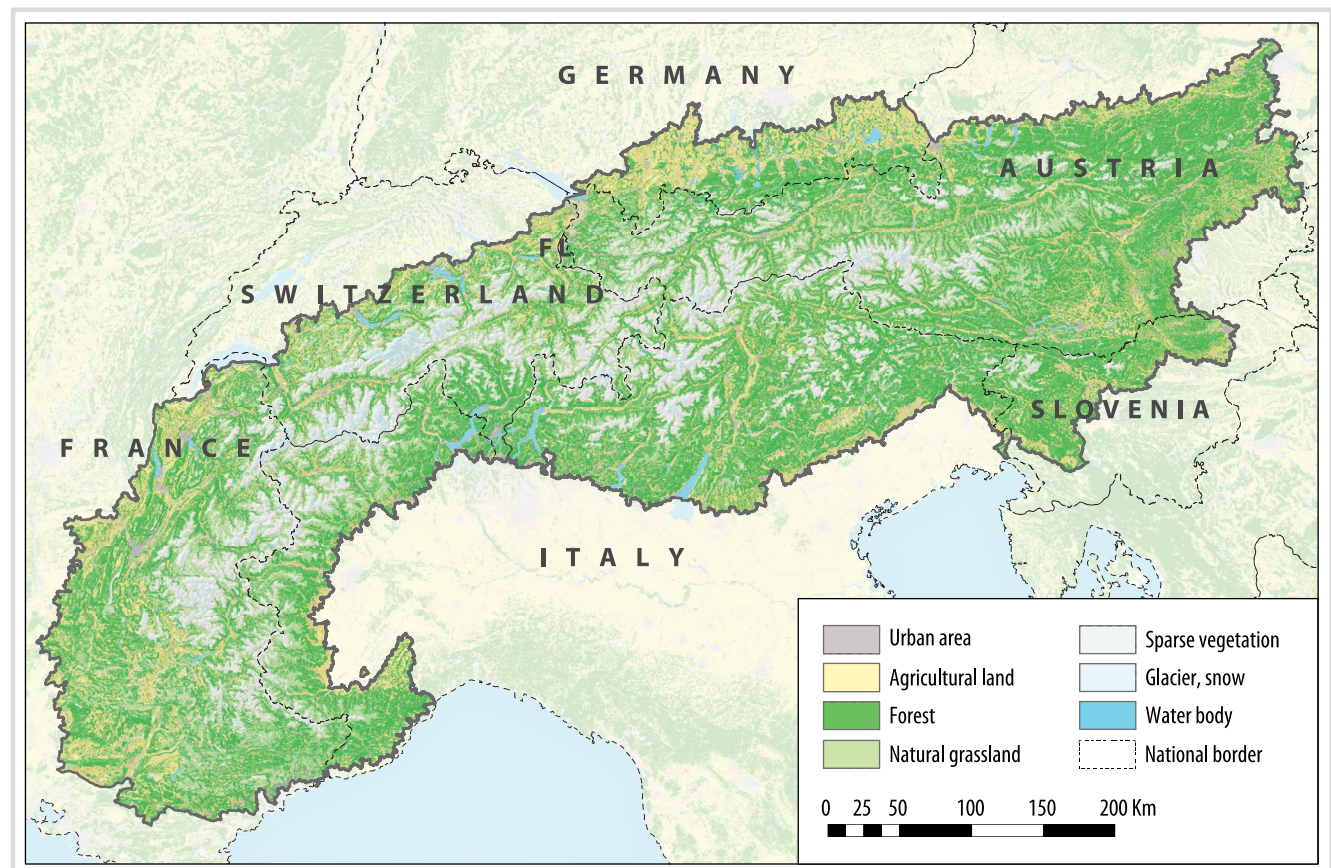 GERMANY
AUSTRIA
FL
SWITZERLAND
SLOVENIA
FRANCE
ITALY
Urban area
Agricultural land
Forest
Natural grassland
Sparse vegetation
Glacier, snow
Water body
National border
0 25 50 100 150 200 Km